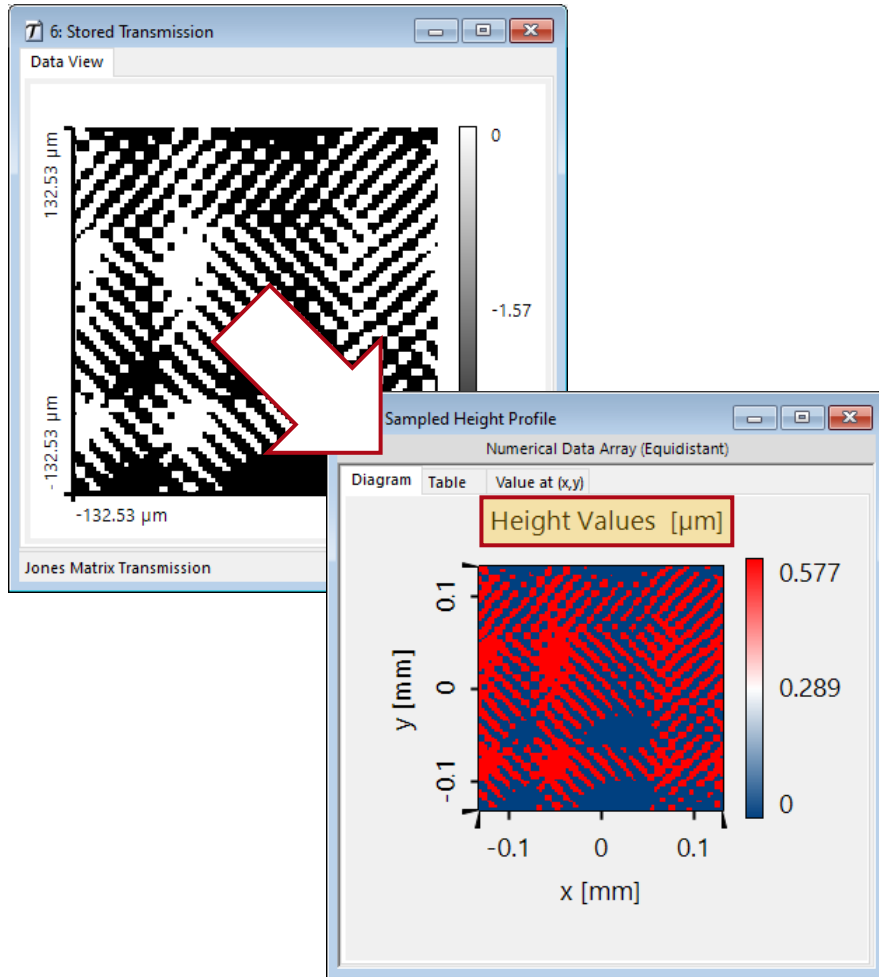 6: Stored Transmission
Data View
132.53 µm
-132.53 µm
-132.53 µm
0
-1.57
Jones Matrix Transmission
Sampled Height Profile
Numerical Data Array (Equidistant)
Diagram Table Value at (x,y)
Height Values [µm]
y [mm]
0.1
0
-0.1
-0.1 0 0.1
x [mm]
0.577
0.289
0